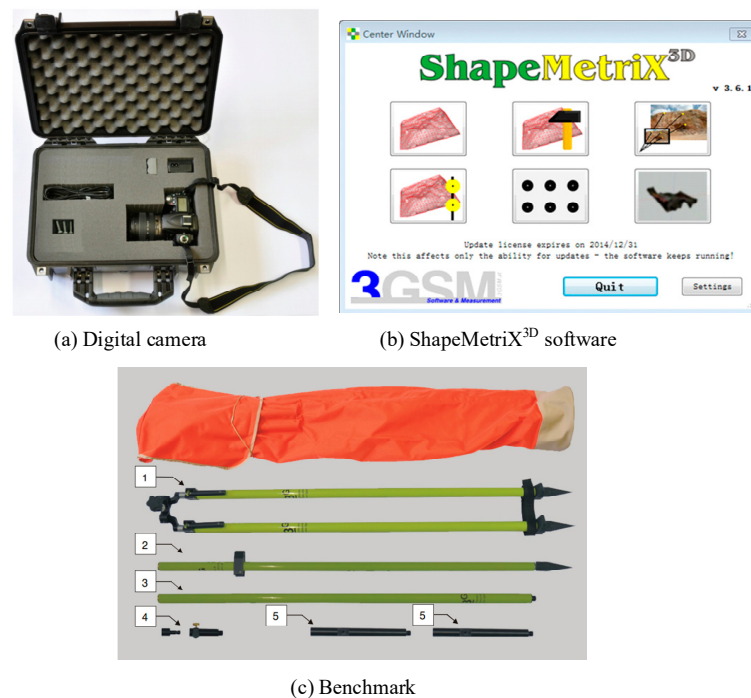 Center Window
ShapeMetriX3D
v 3.6.1
Update license expires on 2014/12/31
Note this affects only the ability for updates - the software keeps running!
3GSM
Software & Measurement
Quit
Settings
(a) Digital camera
(b) ShapeMetriX3D software
1
2
3
4
5
5
(c) Benchmark